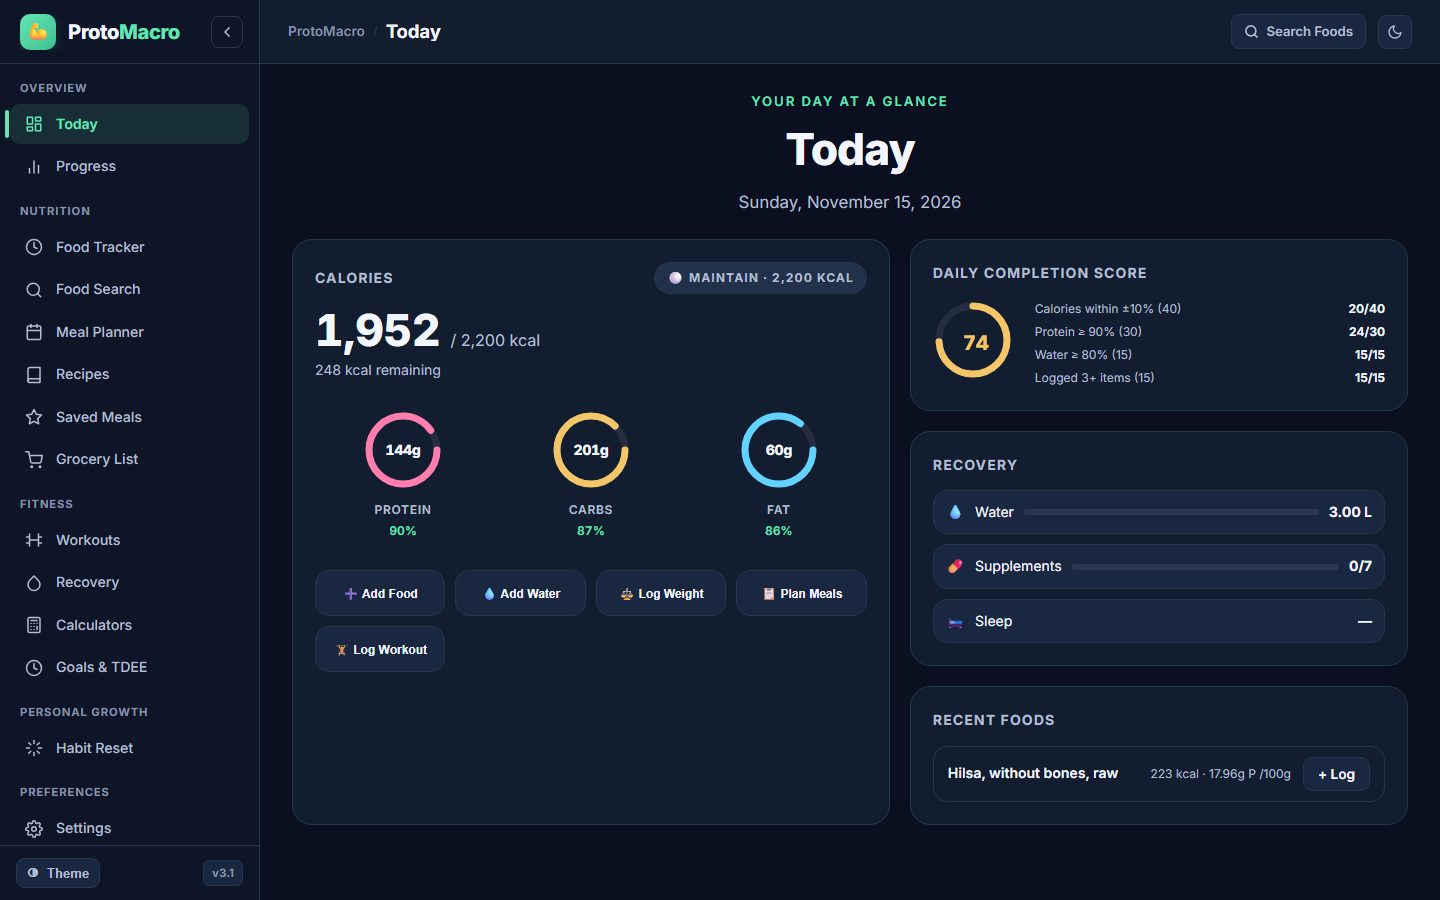 ProtoMacro
OVERVIEW
Today
Progress
NUTRITION
Food Tracker
Food Search
Meal Planner
Recipes
Saved Meals
Grocery List
FITNESS
Workouts
Recovery
Calculators
Goals & TDEE
PERSONAL GROWTH
Habit Reset
PREFERENCES
Settings
Theme
v3.1
ProtoMacro / Today
Search Foods
YOUR DAY AT A GLANCE
Today
Sunday, November 15, 2026
CALORIES
MAINTAIN · 2,200 KCAL
1,952 / 2,200 kcal
248 kcal remaining
144g
PROTEIN
90%
201g
CARBS
87%
60g
FAT
86%
Add Food
Add Water
Log Weight
Plan Meals
Log Workout
DAILY COMPLETION SCORE
74
Calories within ±10% (40) 20/40
Protein ≥ 90% (30) 24/30
Water ≥ 80% (15) 15/15
Logged 3+ items (15) 15/15
RECOVERY
Water 3.00 L
Supplements 0/7
Sleep —
RECENT FOODS
Hilsa, without bones, raw 223 kcal · 17.96g P /100g + Log